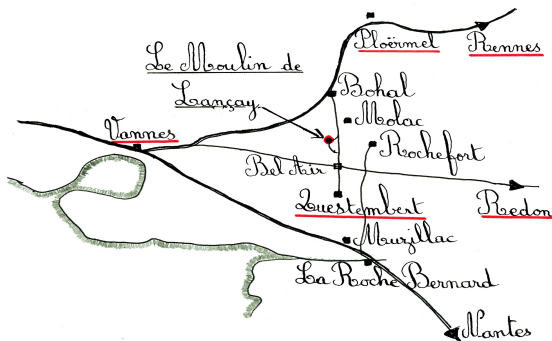 Ploërmel
Rennes
Le Moulin de
Lançay
Bohal
Molac
Vannes
Rochefort
Bel Air
Questembert
Redon
Muzillac
La Roche Bernard
Nantes